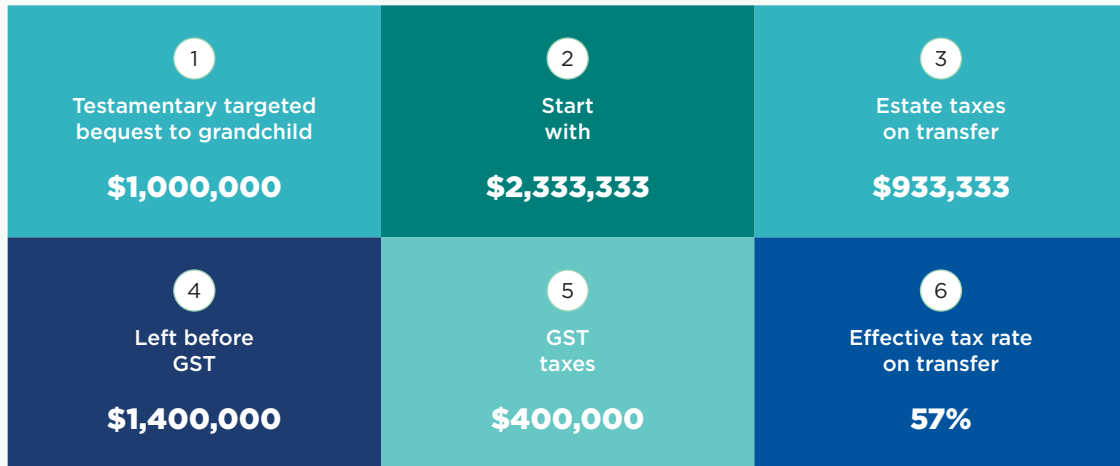 1
Testamentary targeted
bequest to grandchild
$1,000,000
2
Start
with
$2,333,333
3
Estate taxes
on transfer
$933,333
4
Left before
GST
$1,400,000
5
GST
taxes
$400,000
6
Effective tax rate
on transfer
57%